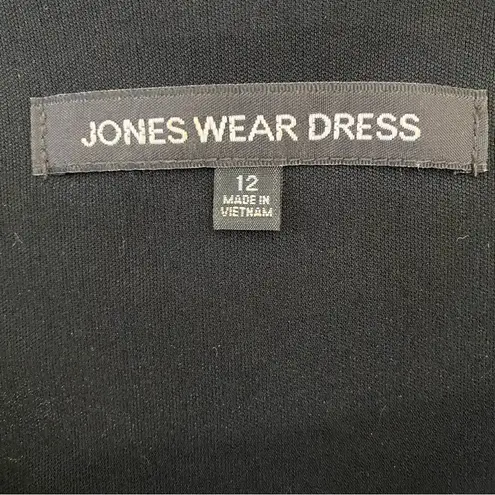 JONES WEAR DRESS
12
MADE IN
VIETNAM